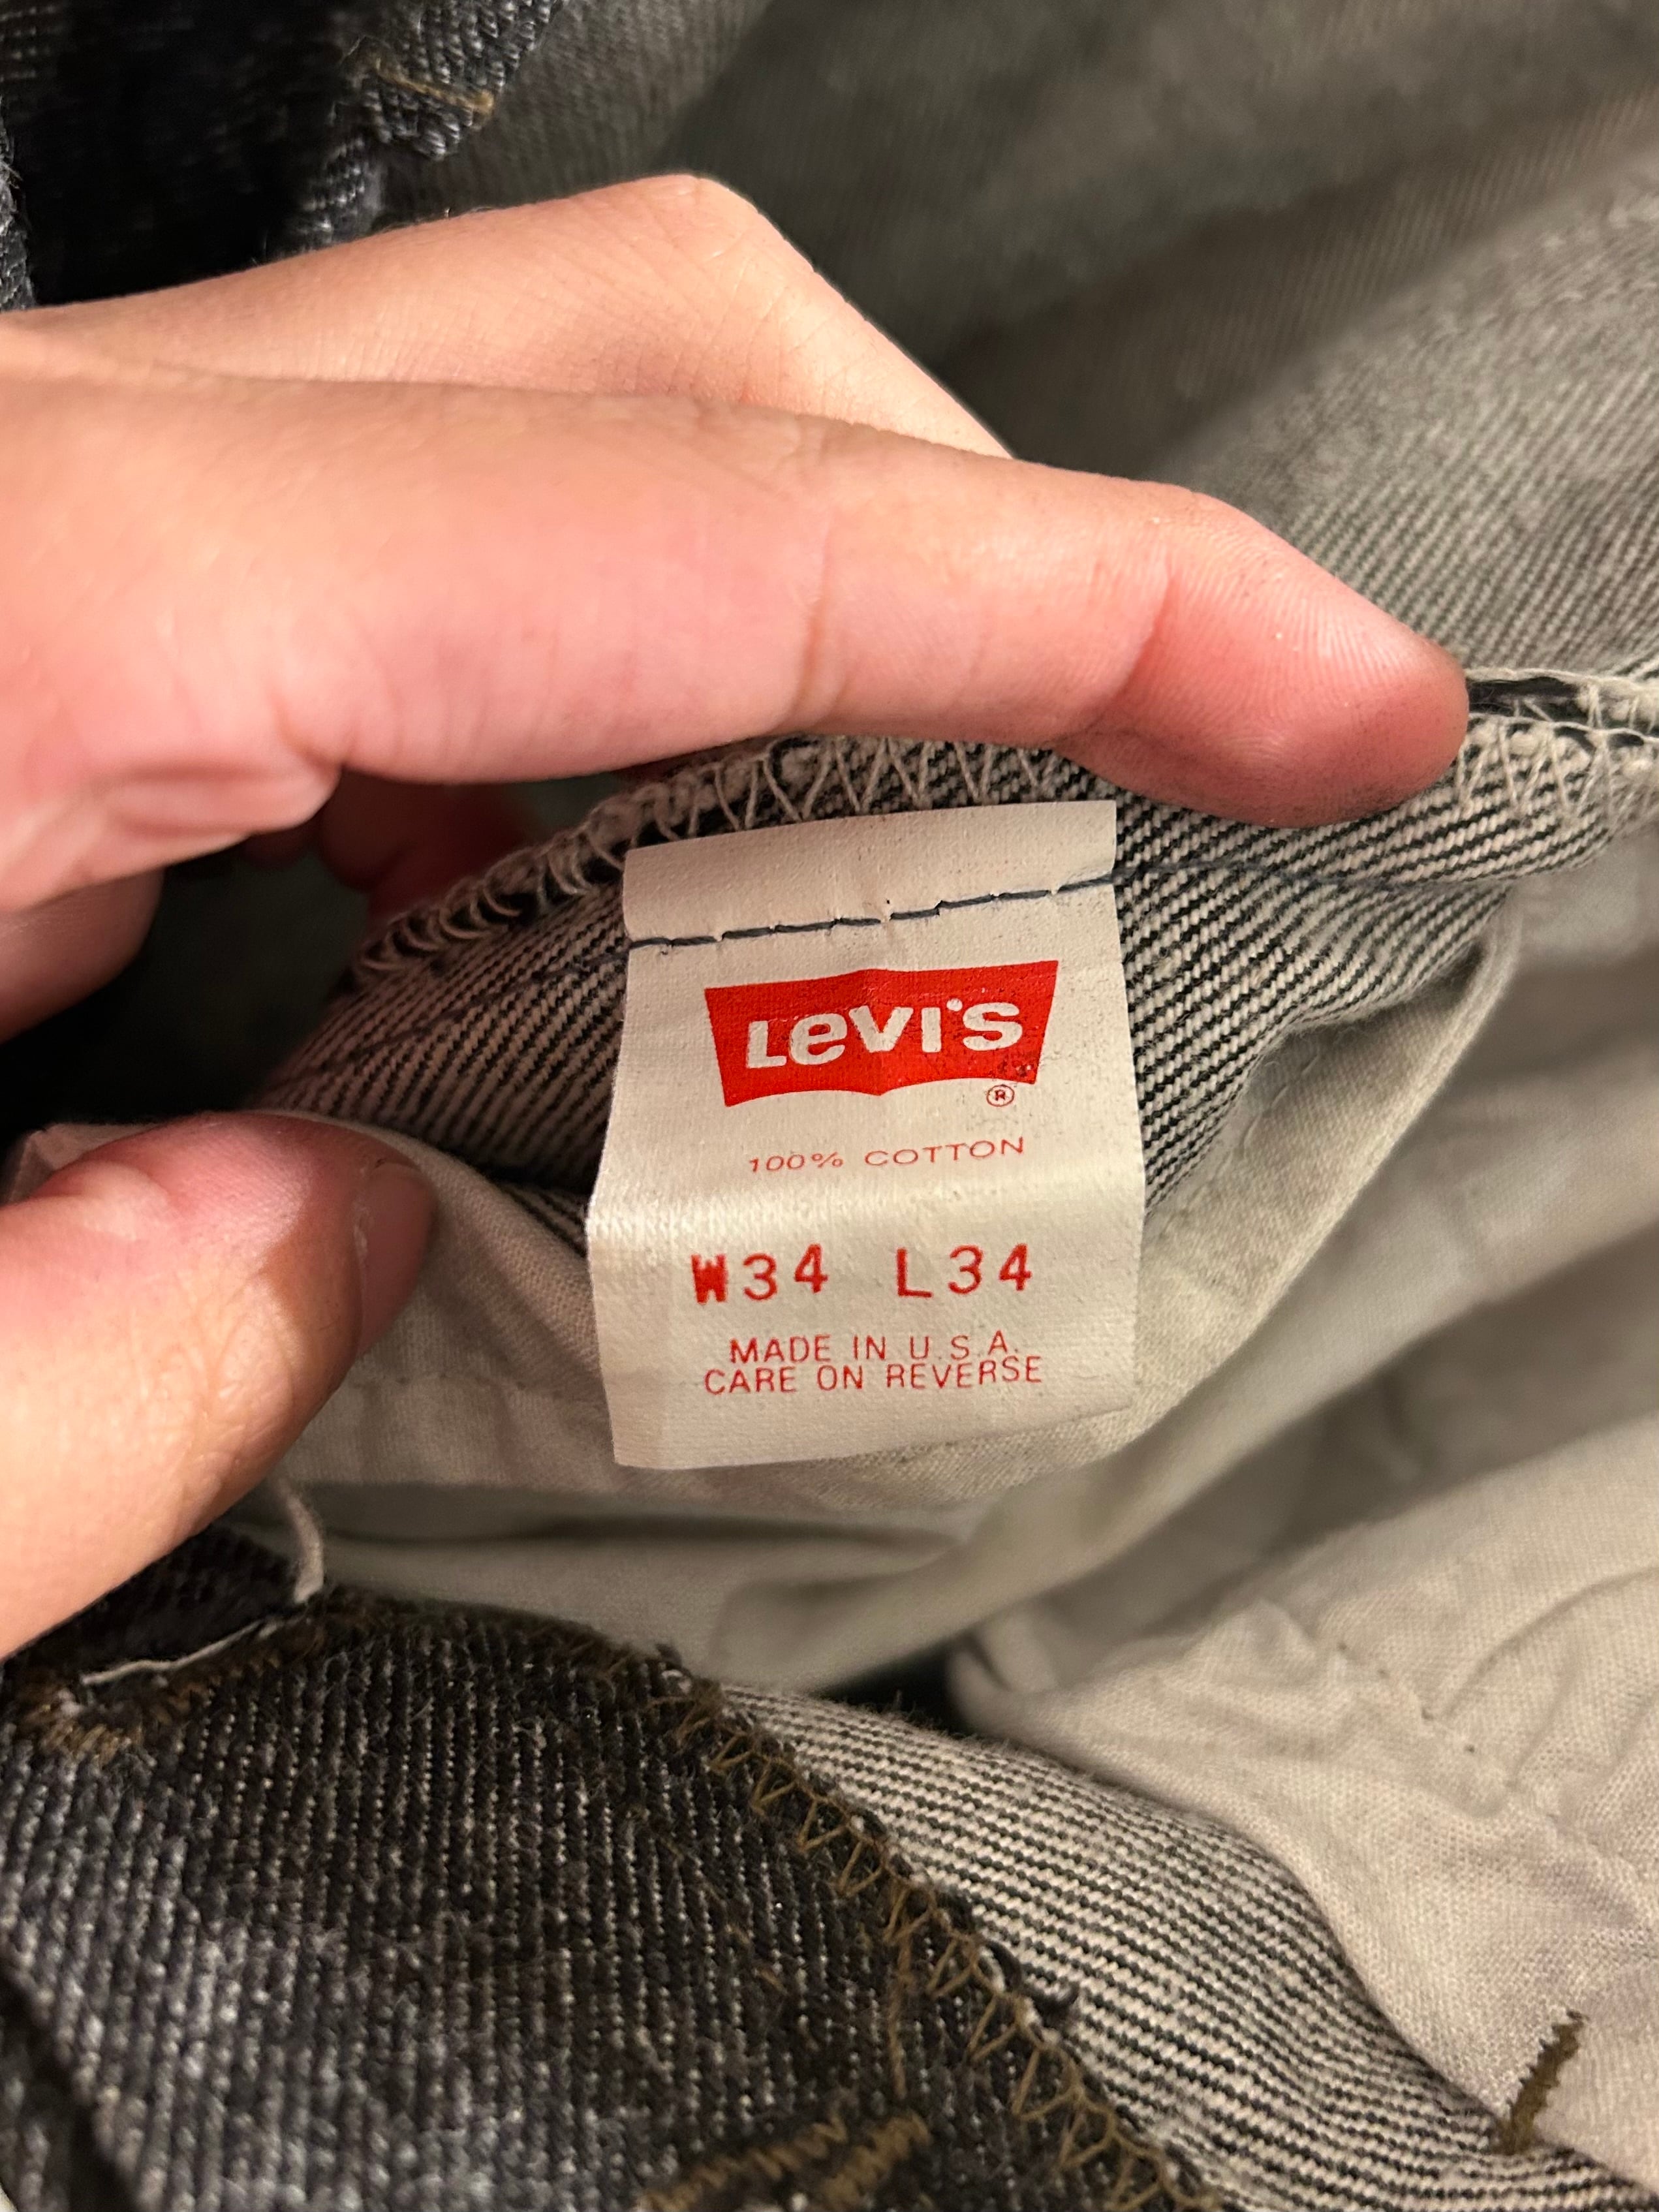 LEVI'S
®
100% COTTON
W34 L34
MADE IN U.S.A.
CARE ON REVERSE